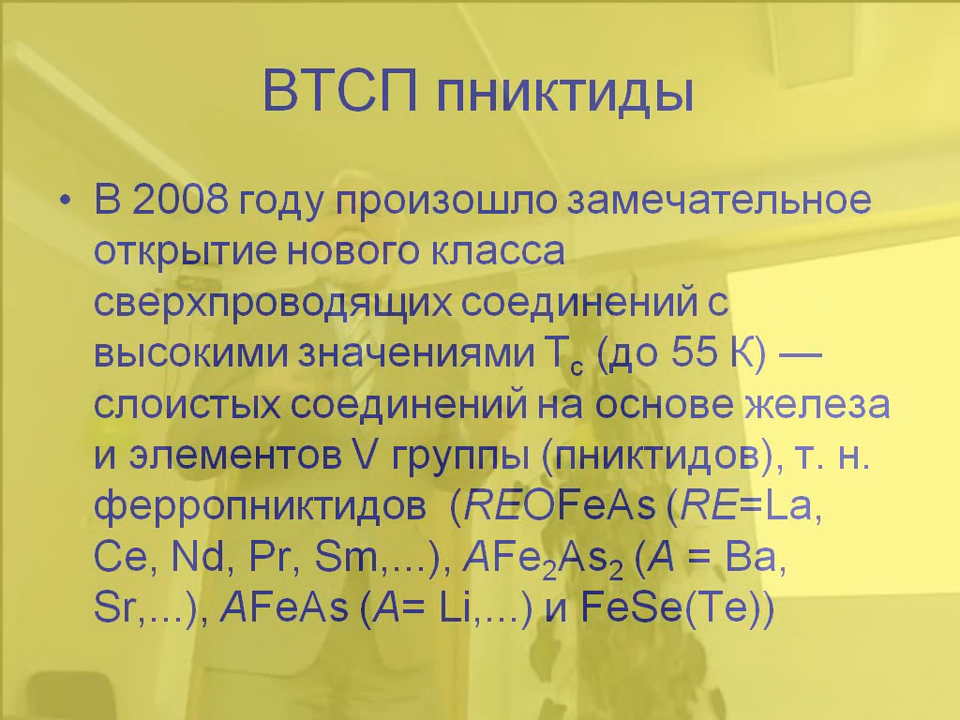 ВТСП пниктиды
• В 2008 году произошло замечательное
открытие нового класса
сверхпроводящих соединений с
высокими значениями Tc (до 55 К) —
слоистых соединений на основе железа
и элементов V группы (пниктидов), т. н.
ферропниктидов (REOFeAs (RE=La,
Ce, Nd, Pr, Sm,...), AFe₂As₂ (A = Ba,
Sr,...), AFeAs (A= Li,...) и FeSe(Te))